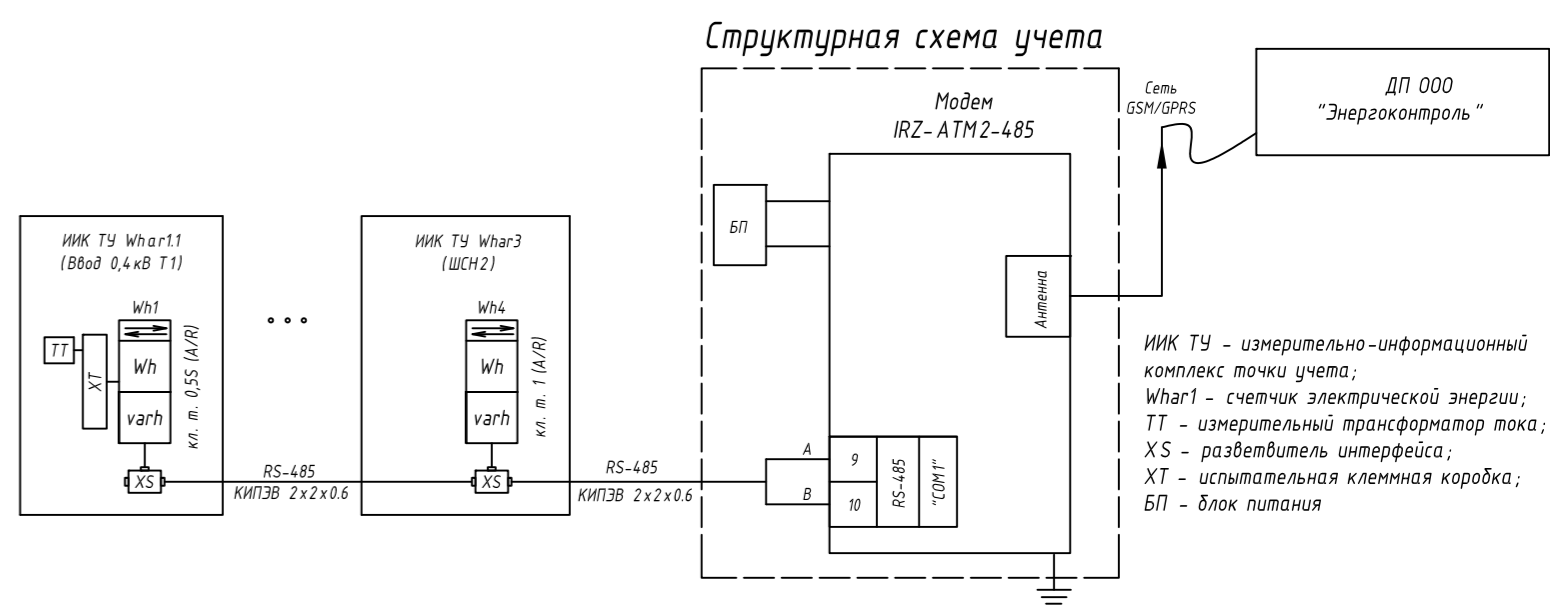 Структурная схема учета
Сеть
GSM/GPRS
ДП ООО
"Энергоконтроль"
Модем
IRZ-ATM2-485
БП
Антенна
ИИК ТУ Whar1.1
(Ввод 0,4кВ Т1)
Wh1
ТТ
ХТ
Wh
varh
кл. т. 0,5S (A/R)
XS
ИИК ТУ Whar3
(ШСН2)
Wh4
Wh
varh
кл. т. 1 (A/R)
XS
RS-485
КИПЭВ 2х2х0.6
RS-485
КИПЭВ 2х2х0.6
A
B
9
10
RS-485
"COM1"
ИИК ТУ - измерительно-информационный
комплекс точки учета;
Whar1 - счетчик электрической энергии;
ТТ - измерительный трансформатор тока;
XS - разветвитель интерфейса;
ХТ - испытательная клеммная коробка;
БП - блок питания